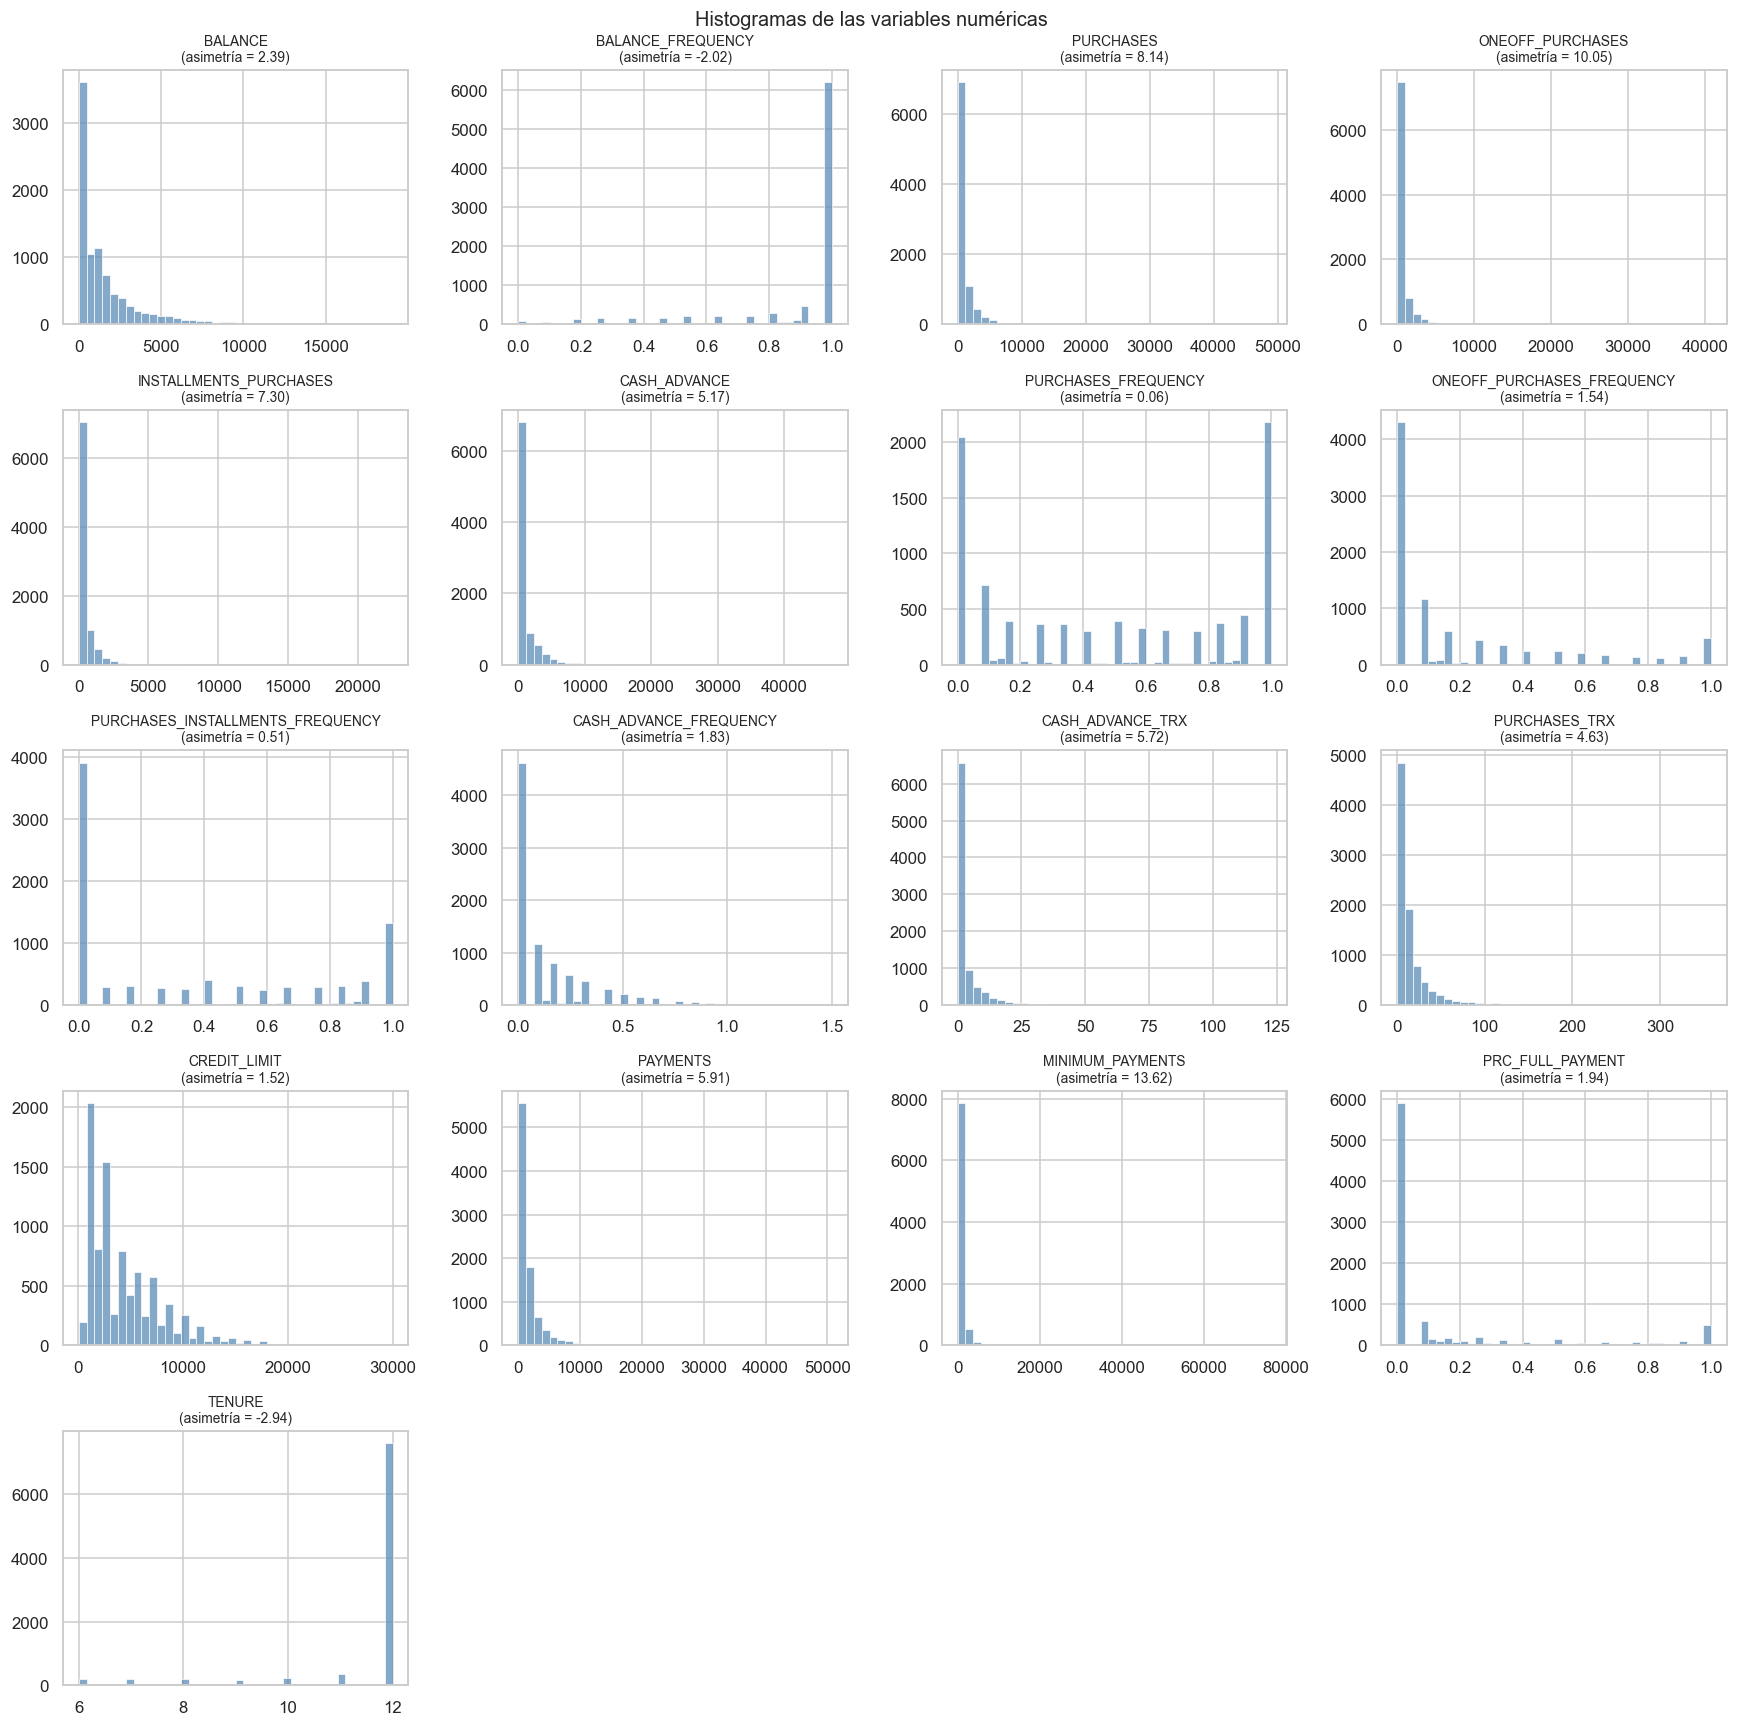 Histogramas de las variables numéricas
BALANCE
(asimetría = 2.39)
3000
2000
1000
0
0 5000 10000 15000
BALANCE_FREQUENCY
(asimetría = -2.02)
6000
5000
4000
3000
2000
1000
0
0.0 0.2 0.4 0.6 0.8 1.0
PURCHASES
(asimetría = 8.14)
6000
4000
2000
0
0 10000 20000 30000 40000 50000
ONEOFF_PURCHASES
(asimetría = 10.05)
6000
4000
2000
0
0 10000 20000 30000 40000
INSTALLMENTS_PURCHASES
(asimetría = 7.30)
6000
4000
2000
0
0 5000 10000 15000 20000
CASH_ADVANCE
(asimetría = 5.17)
6000
4000
2000
0
0 10000 20000 30000 40000
PURCHASES_FREQUENCY
(asimetría = 0.06)
2000
1500
1000
500
0
0.0 0.2 0.4 0.6 0.8 1.0
ONEOFF_PURCHASES_FREQUENCY
(asimetría = 1.54)
4000
3000
2000
1000
0
0.0 0.2 0.4 0.6 0.8 1.0
PURCHASES_INSTALLMENTS_FREQUENCY
(asimetría = 0.51)
4000
3000
2000
1000
0
0.0 0.2 0.4 0.6 0.8 1.0
CASH_ADVANCE_FREQUENCY
(asimetría = 1.83)
4000
3000
2000
1000
0
0.0 0.5 1.0 1.5
CASH_ADVANCE_TRX
(asimetría = 5.72)
6000
5000
4000
3000
2000
1000
0
0 25 50 75 100 125
PURCHASES_TRX
(asimetría = 4.63)
5000
4000
3000
2000
1000
0
0 100 200 300
CREDIT_LIMIT
(asimetría = 1.52)
2000
1500
1000
500
0
0 10000 20000 30000
PAYMENTS
(asimetría = 5.91)
5000
4000
3000
2000
1000
0
0 10000 20000 30000 40000 50000
MINIMUM_PAYMENTS
(asimetría = 13.62)
8000
6000
4000
2000
0
0 20000 40000 60000 80000
PRC_FULL_PAYMENT
(asimetría = 1.94)
6000
5000
4000
3000
2000
1000
0
0.0 0.2 0.4 0.6 0.8 1.0
TENURE
(asimetría = -2.94)
6000
4000
2000
0
6 8 10 12